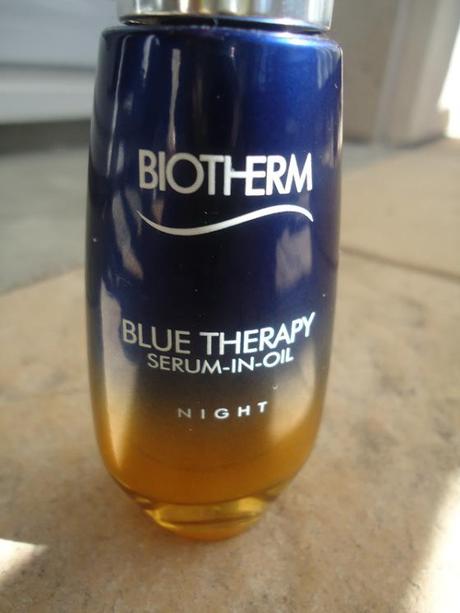 BIOTHERM
BLUE THERAPY
SERUM-IN-OIL
NIGHT